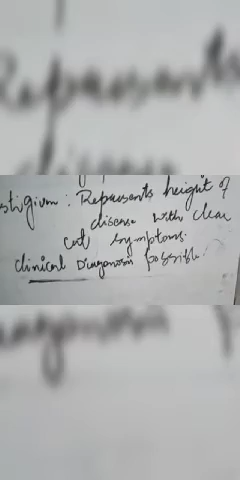 stigium : Represents height of
disease with clear
cut symptoms.
clinical Diagnosis possible.